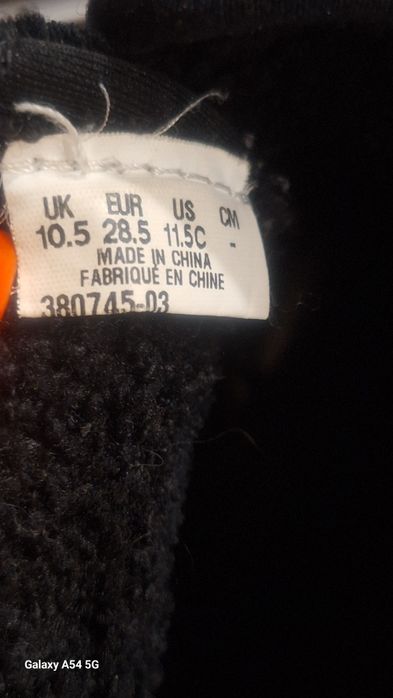 UK EUR US CM
10.5 28.5 11.5C -
MADE IN CHINA
FABRIQUÉ EN CHINE
380745-03
Galaxy A54 5G